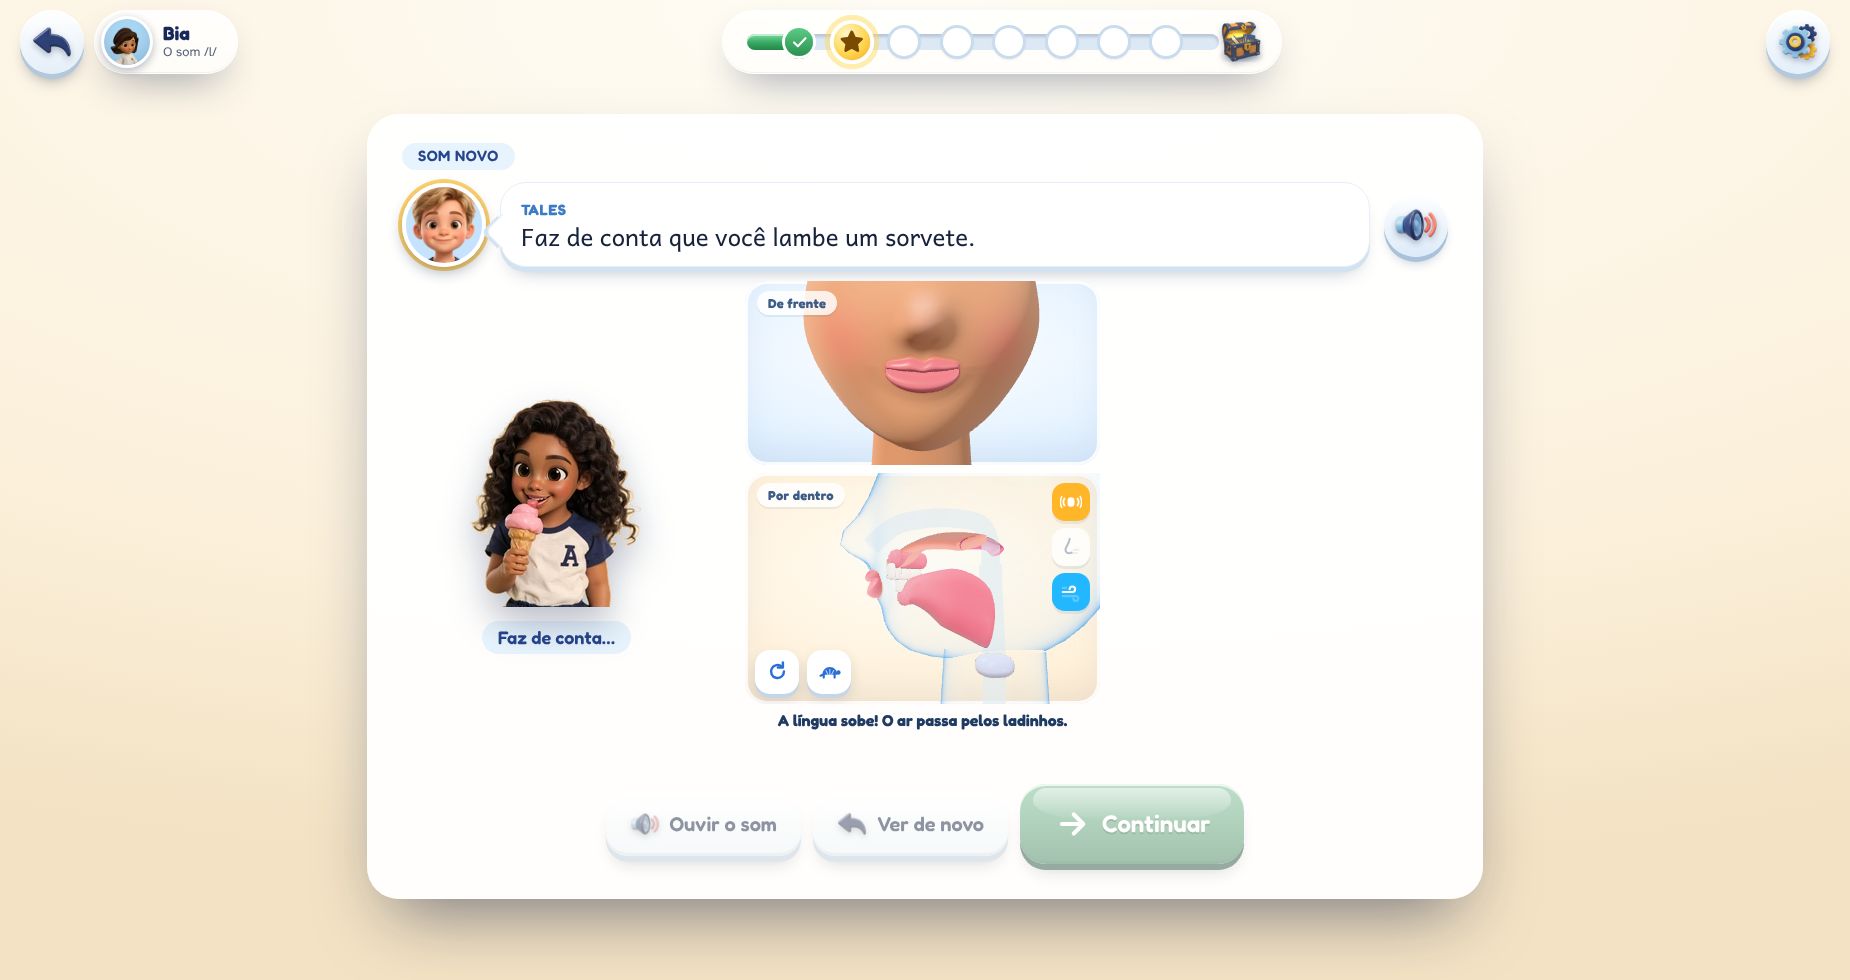 Bia
O som /l/
SOM NOVO
TALES
Faz de conta que você lambe um sorvete.
De frente
Por dentro
A
Faz de conta...
A língua sobe! O ar passa pelos ladinhos.
Ouvir o som
Ver de novo
Continuar